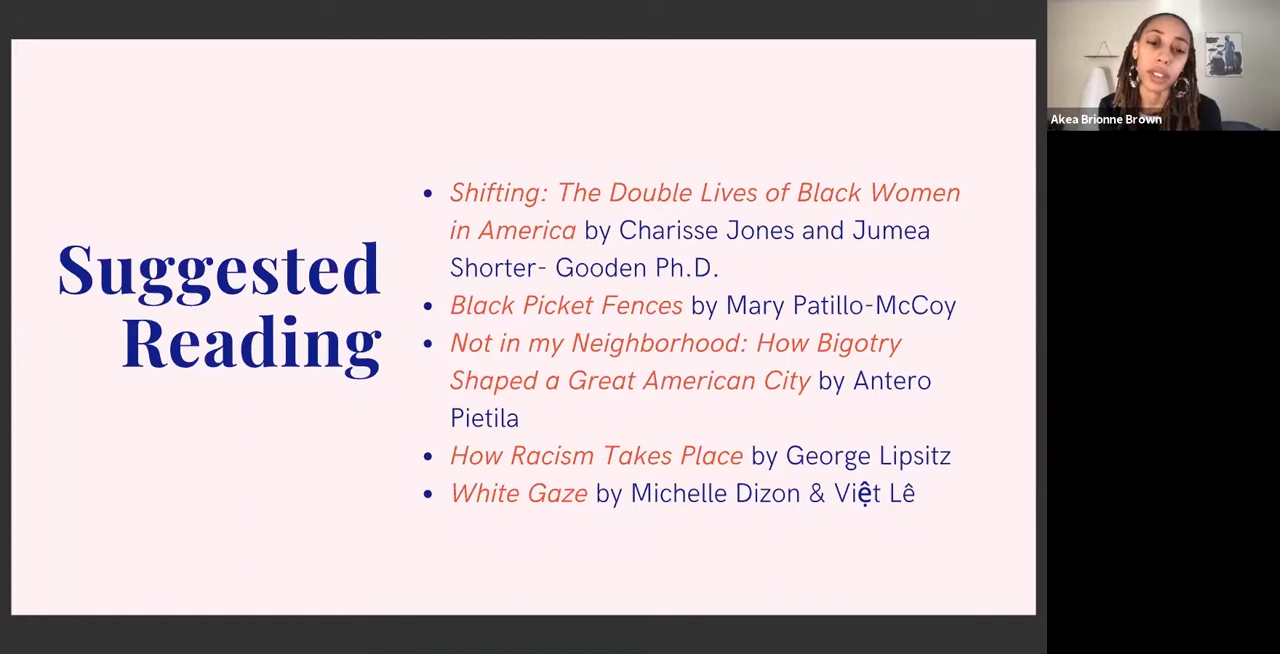 Suggested
Reading
• Shifting: The Double Lives of Black Women
in America by Charisse Jones and Jumea
Shorter- Gooden Ph.D.
• Black Picket Fences by Mary Patillo-McCoy
• Not in my Neighborhood: How Bigotry
Shaped a Great American City by Antero
Pietila
• How Racism Takes Place by George Lipsitz
• White Gaze by Michelle Dizon & Việt Lê
Akea Brionne Brown